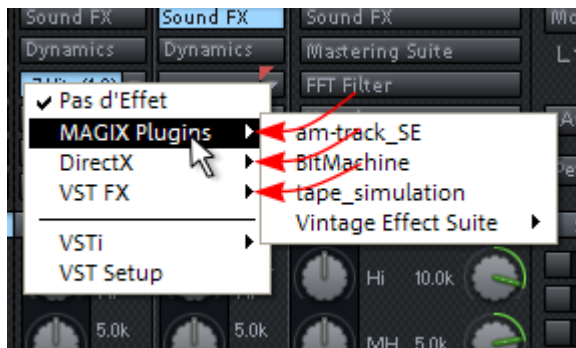 Sound FX
Sound FX
Sound FX
Dynamics
Dynamics
Mastering Suite
FFT Filter
✓ Pas d'Effet
MAGIX Plugins
DirectX
VST FX
VSTi
VST Setup
am-track_SE
BitMachine
tape_simulation
Vintage Effect Suite
Hi 10.0k
5.0k
5.0k
MH 5.0k